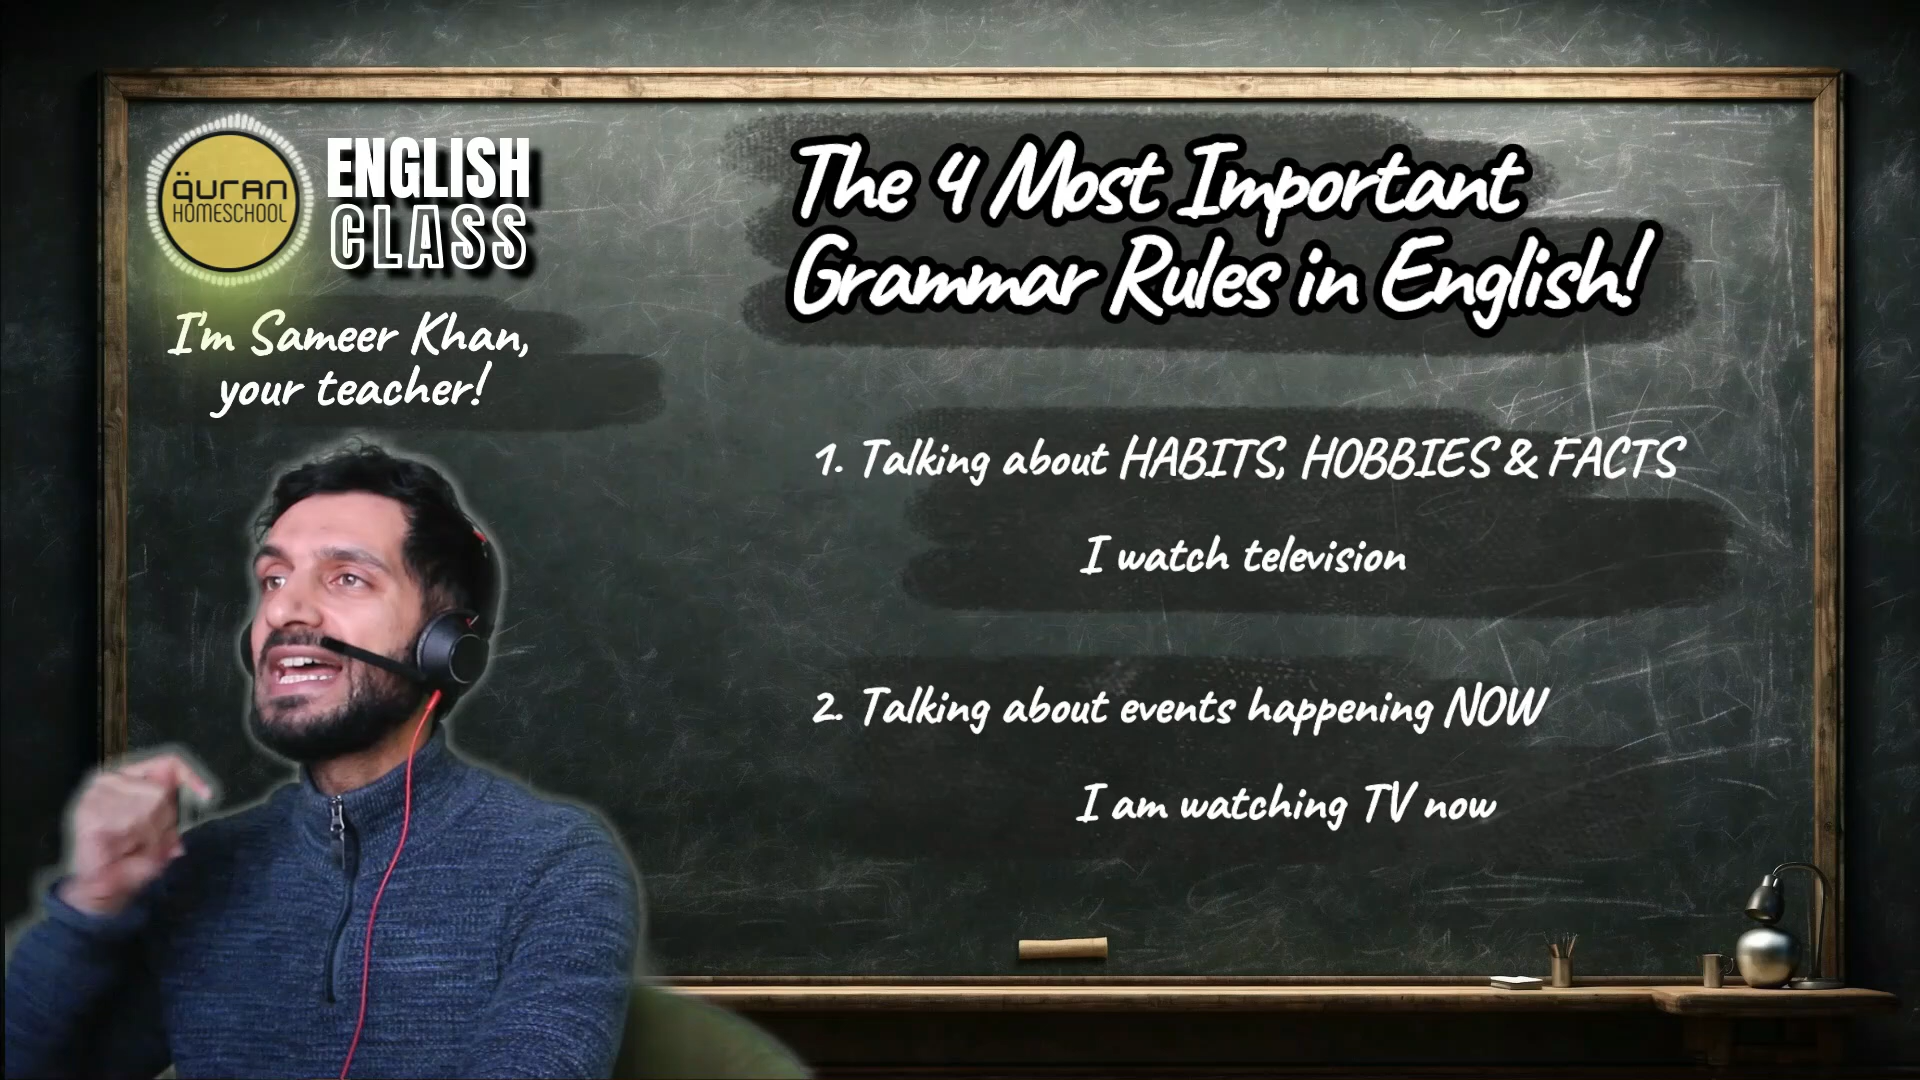 quran
HOMESCHOOL
ENGLISH
CLASS
I'm Sameer Khan,
your teacher!
The 4 Most Important
Grammar Rules in English!
1. Talking about HABITS, HOBBIES & FACTS
I watch television
2. Talking about events happening NOW
I am watching TV now